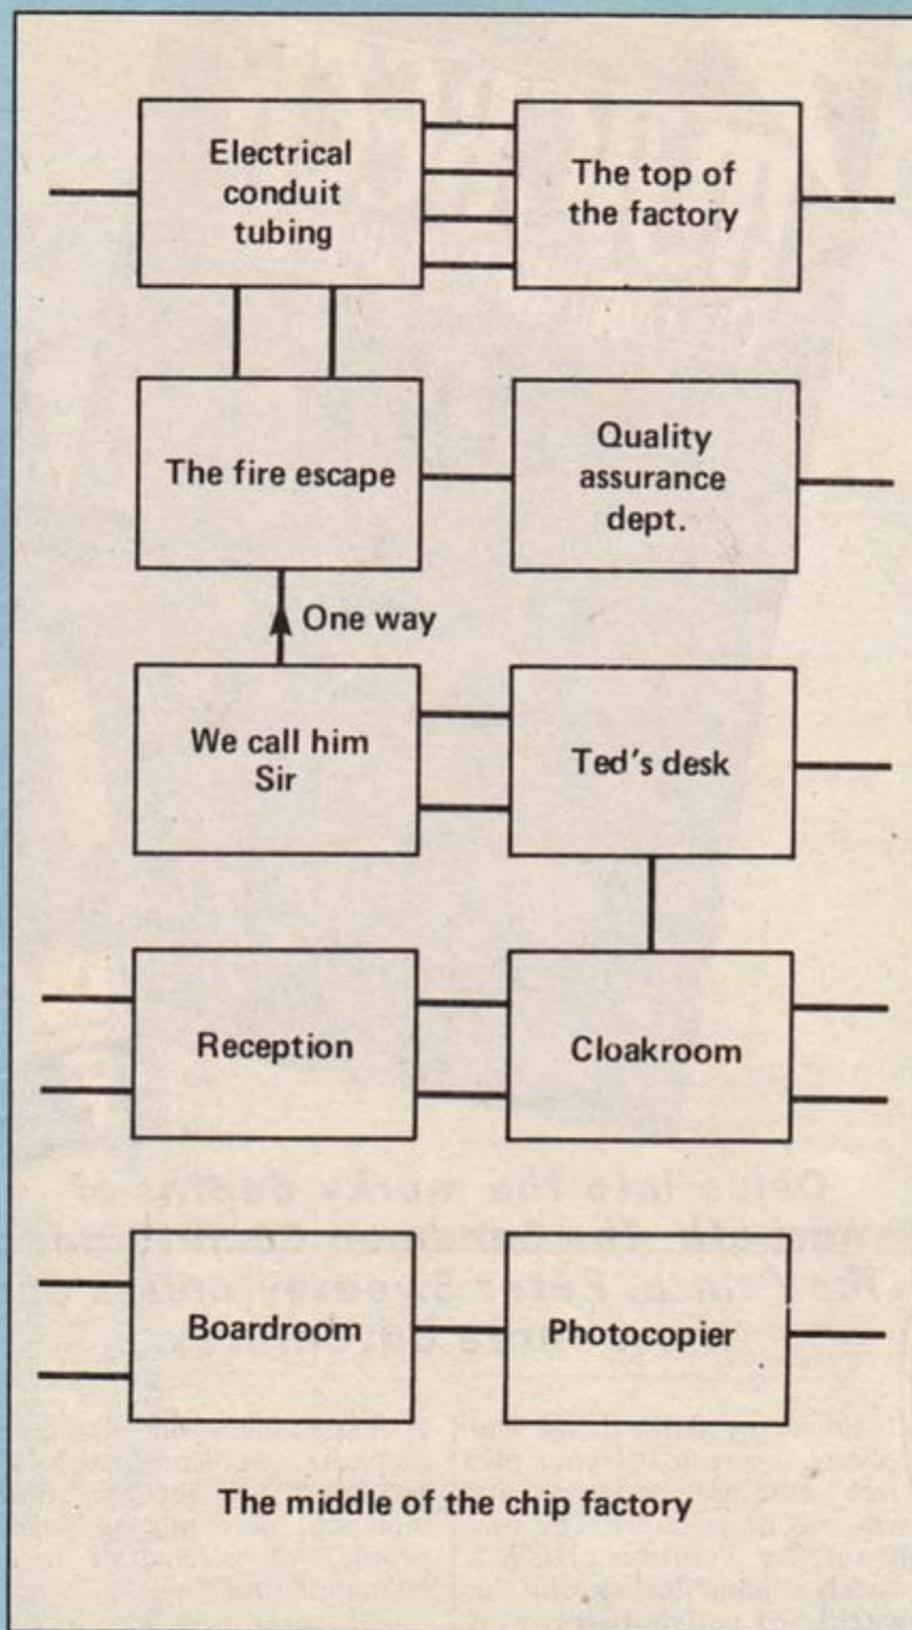 Electrical
conduit
tubing
The top of
the factory
The fire escape
Quality
assurance
dept.
One way
We call him
Sir
Ted's desk
Reception
Cloakroom
Boardroom
Photocopier
The middle of the chip factory